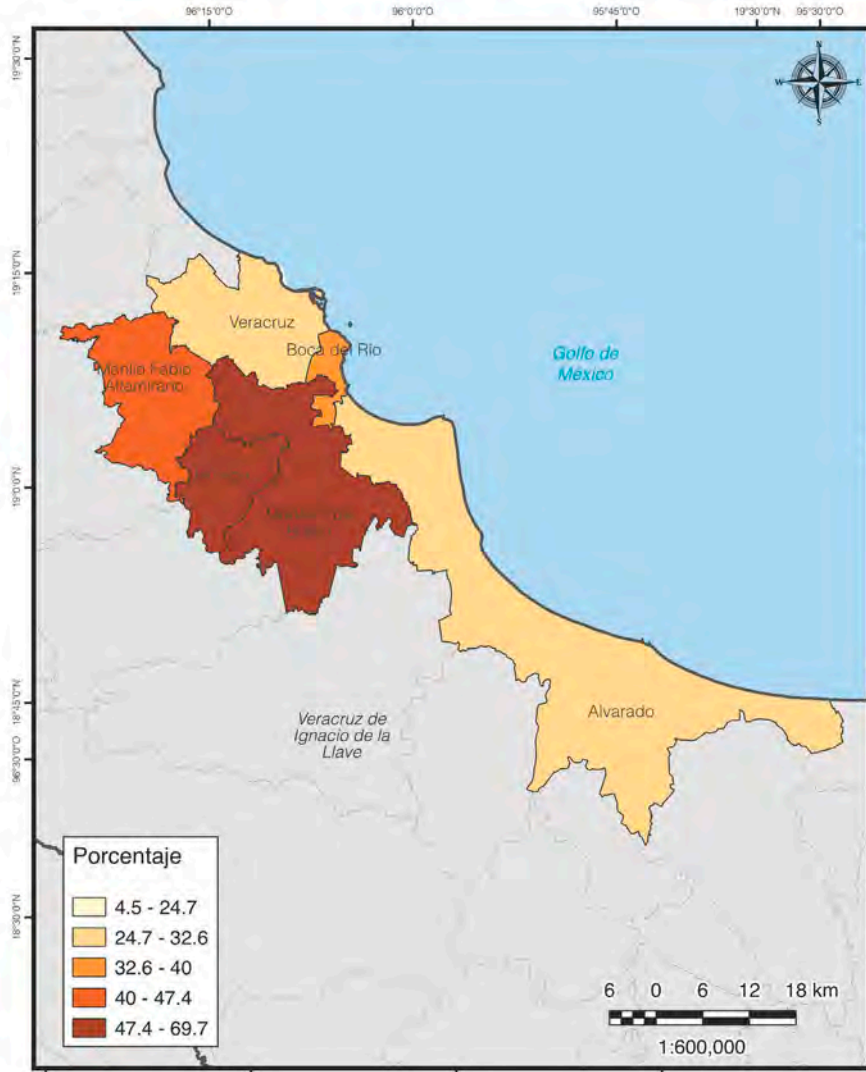 96°15'0"O
96°0'0"O
95°45'0"O
19°30'0"N
95°30'0"O
19°30'0"N
N
W
E
S
19°15'0"N
Veracruz
Boca del Río
Golfo de
México
Manlio Fabio
Altamirano
19°0'0"N
18°45'0"N
Alvarado
Veracruz de
Ignacio de la
Llave
96°30'0"O
Porcentaje
4.5 - 24.7
24.7 - 32.6
32.6 - 40
40 - 47.4
47.4 - 69.7
18°30'0"N
6 0 6 12 18 km
1:600,000